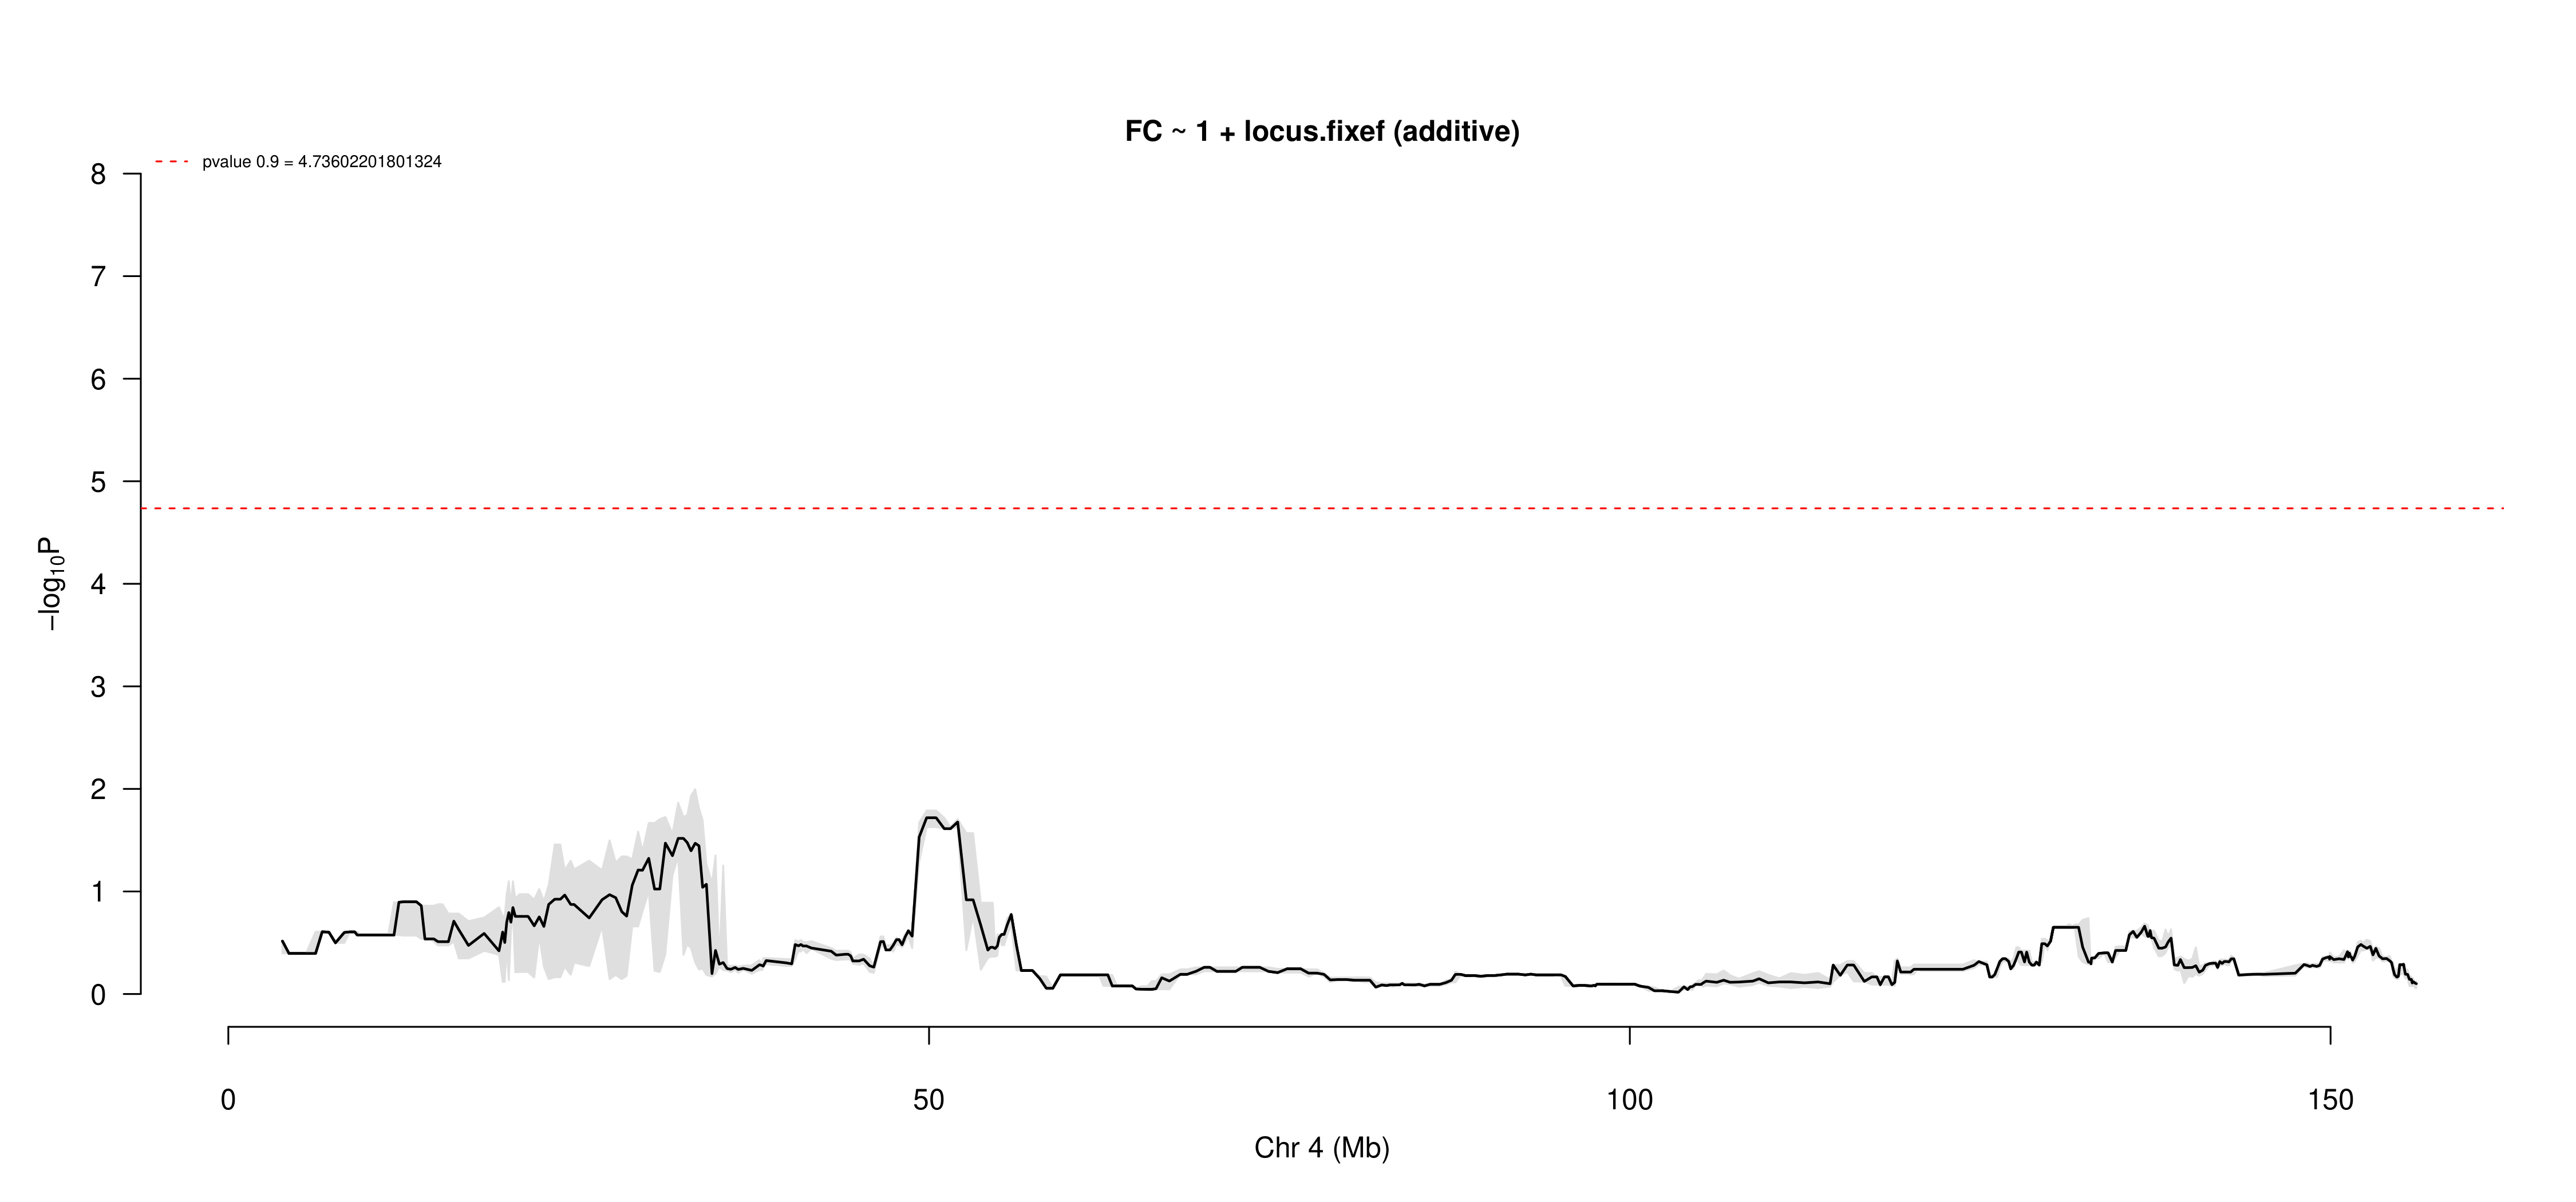 FC ~ 1 + locus.fixef (additive)
pvalue 0.9 = 4.73602201801324
8
7
6
5
4
3
2
1
0
−log10P
0 50 100 150
Chr 4 (Mb)